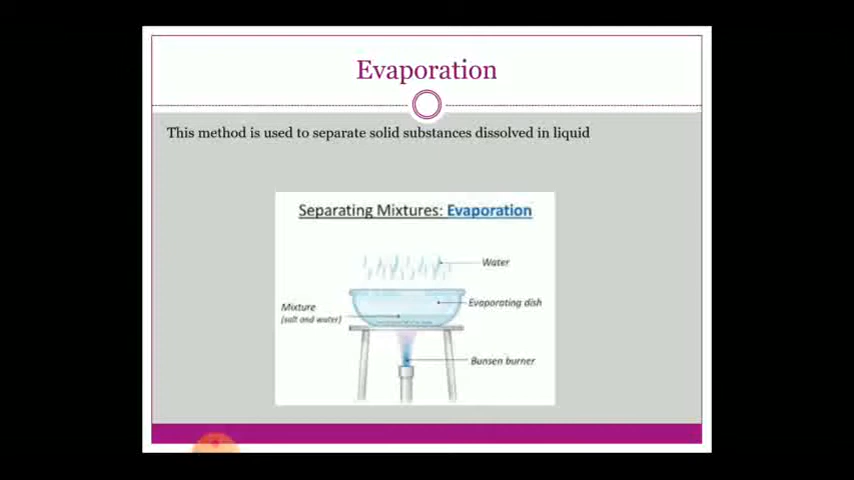 Evaporation
This method is used to separate solid substances dissolved in liquid
Separating Mixtures: Evaporation
Water
Evaporating dish
Mixture
(salt and water)
Bunsen burner